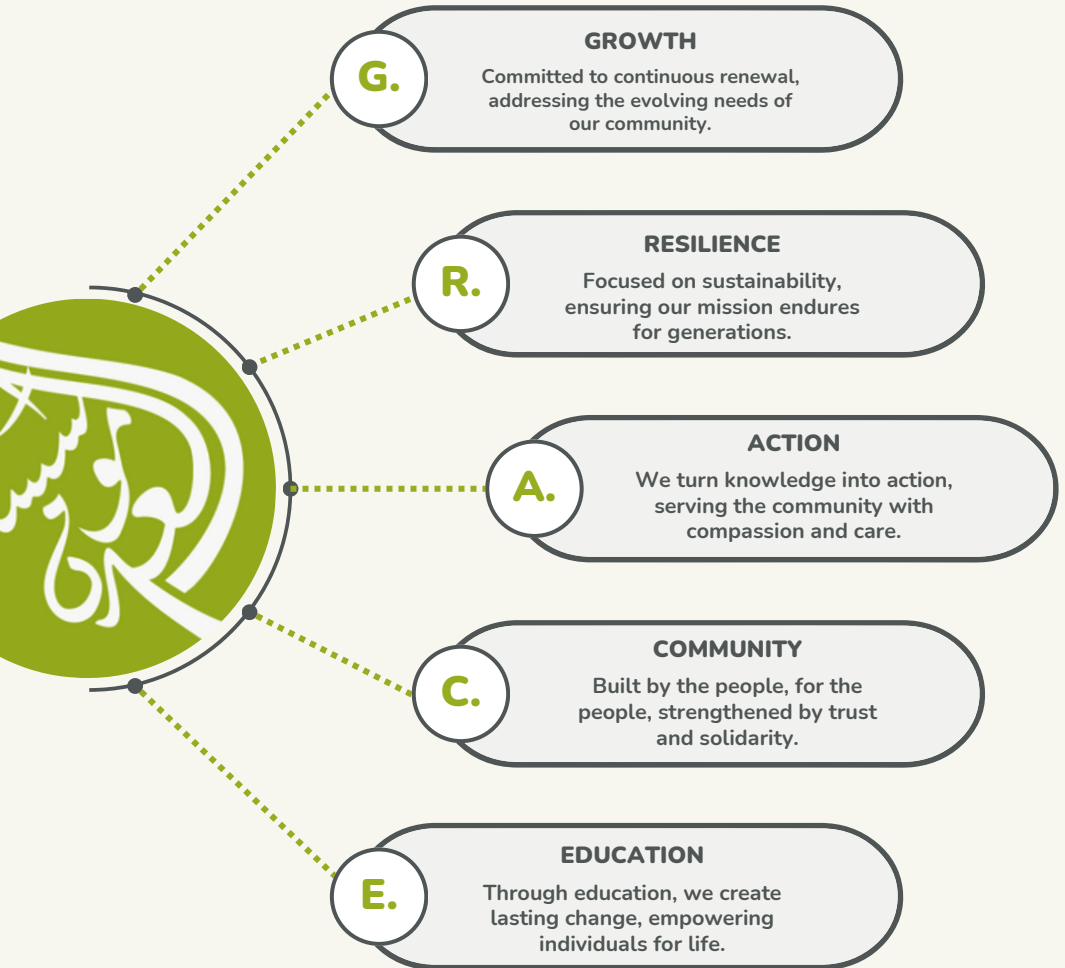 G.
GROWTH
Committed to continuous renewal,
addressing the evolving needs of
our community.
R.
RESILIENCE
Focused on sustainability,
ensuring our mission endures
for generations.
A.
ACTION
We turn knowledge into action,
serving the community with
compassion and care.
C.
COMMUNITY
Built by the people, for the
people, strengthened by trust
and solidarity.
E.
EDUCATION
Through education, we create
lasting change, empowering
individuals for life.